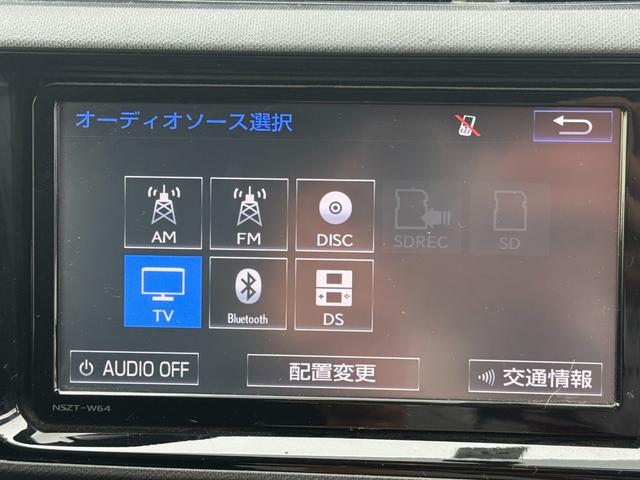 オーディオソース選択
AM FM DISC SDREC SD
TV Bluetooth DS
AUDIO OFF 配置変更 交通情報
NSZT-W64